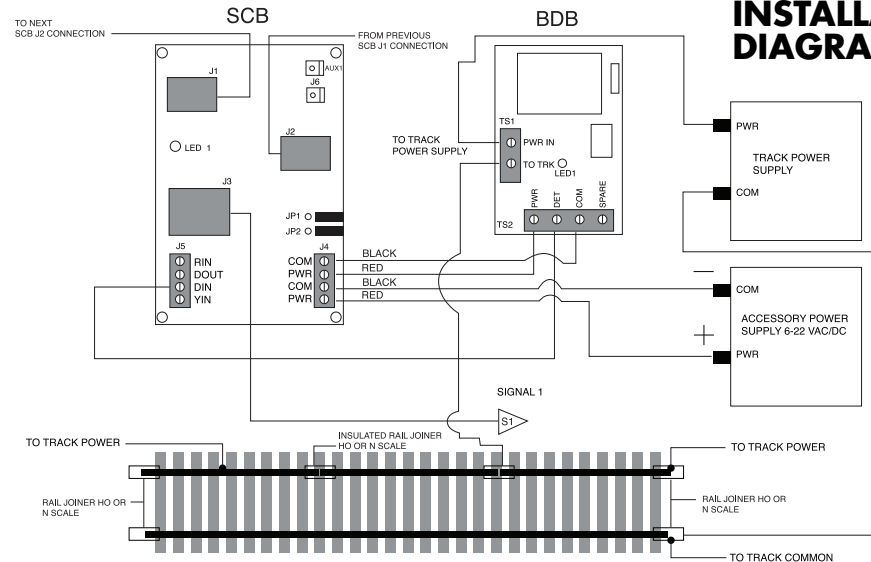 SCB
BDB
INSTALLA
DIAGRA
TO NEXT
SCB J2 CONNECTION
FROM PREVIOUS
SCB J1 CONNECTION
J1
AUX1
J6
LED 1
J2
J3
JP1
JP2
J5
RIN
DOUT
DIN
YIN
J4
COM
PWR
COM
PWR
BLACK
RED
BLACK
RED
TO TRACK
POWER SUPPLY
TS1
PWR IN
TO TRK
LED1
PWR
DET
COM
SPARE
TS2
PWR
TRACK POWER
SUPPLY
COM
—
COM
ACCESSORY POWER
SUPPLY 6-22 VAC/DC
+
PWR
SIGNAL 1
S1
TO TRACK POWER
INSULATED RAIL JOINER
HO OR N SCALE
TO TRACK POWER
RAIL JOINER HO OR
N SCALE
RAIL JOINER HO OR
N SCALE
TO TRACK COMMON